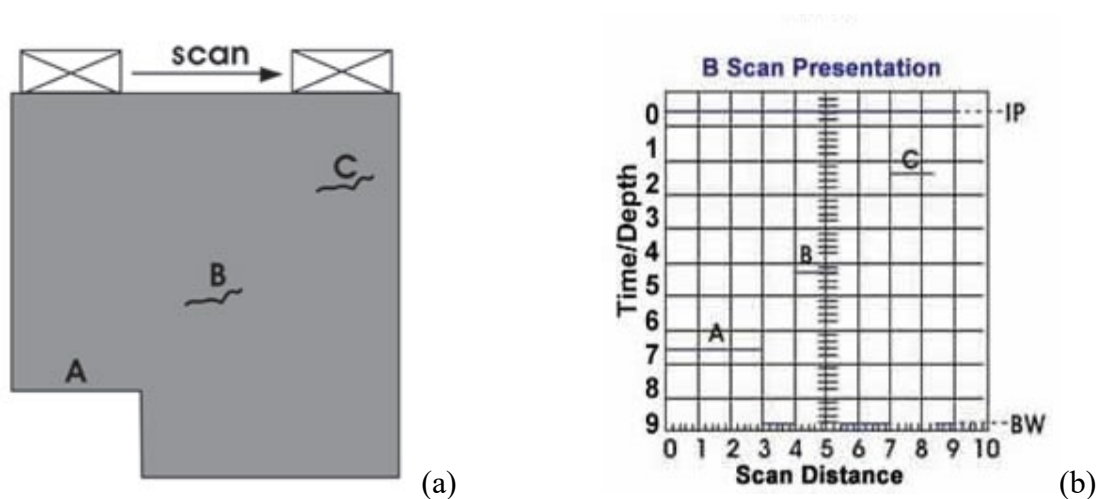 scan
C
B
A
(a)
(b)
B Scan Presentation
Time/Depth
0
1
2
3
4
5
6
7
8
9
IP
C
B
A
BW
0 1 2 3 4 5 6 7 8 9 10
Scan Distance
(b)